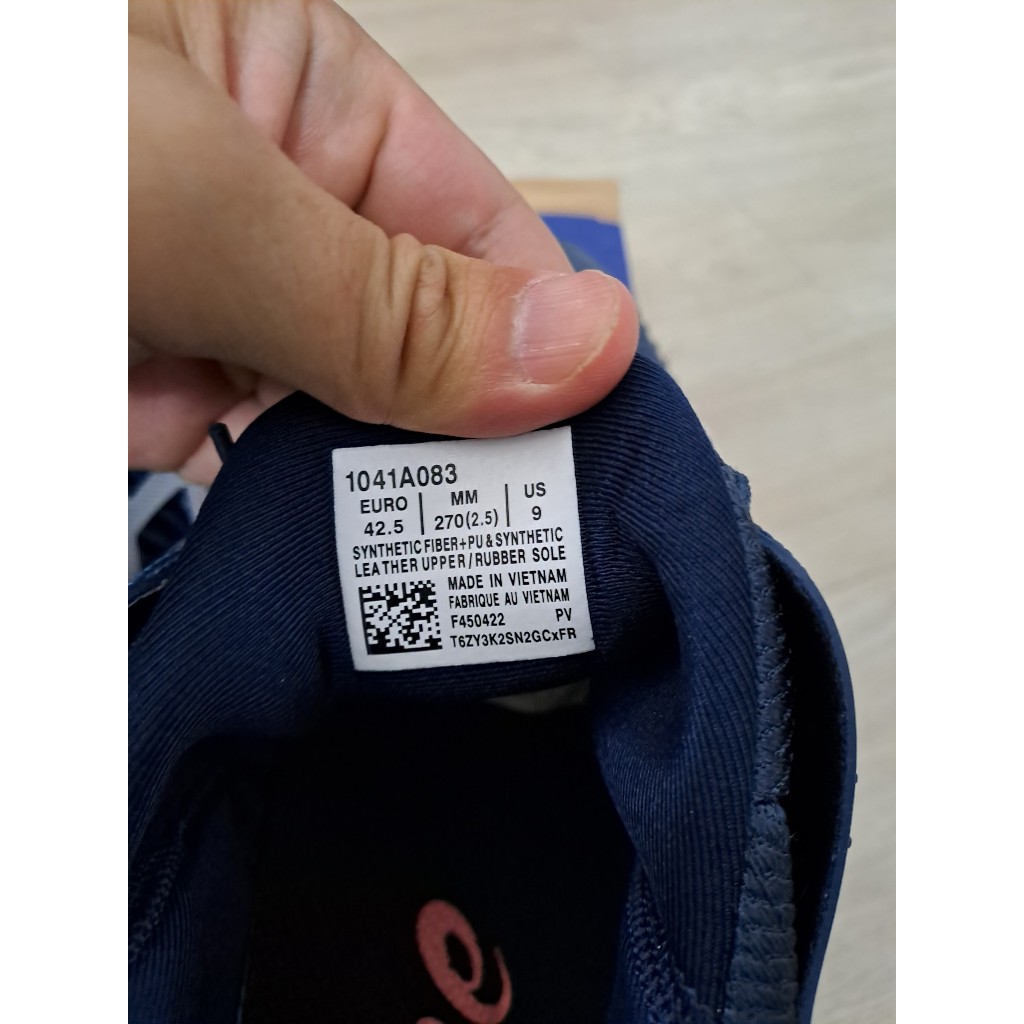 1041A083
EURO | MM | US
42.5 | 270(2.5) | 9
SYNTHETIC FIBER+PU & SYNTHETIC
LEATHER UPPER / RUBBER SOLE
MADE IN VIETNAM
FABRIQUE AU VIETNAM
F450422 PV
T6ZY3K2SN2GCxFR